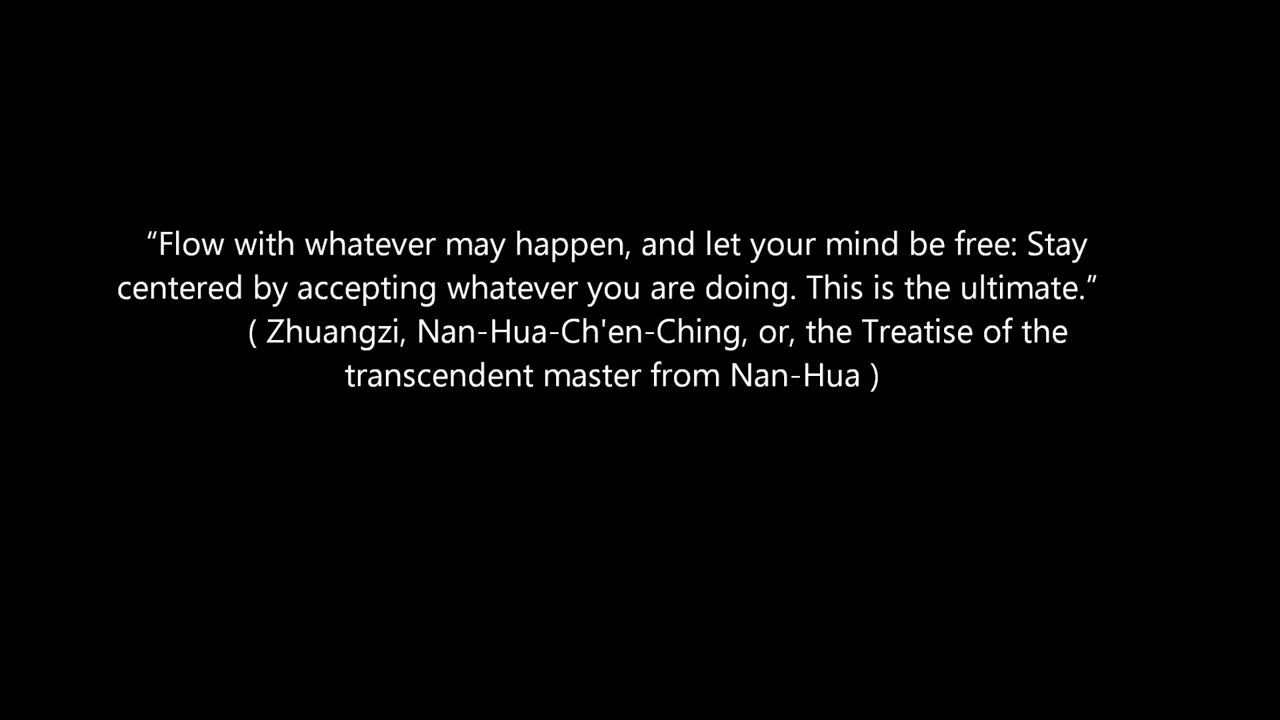 “Flow with whatever may happen, and let your mind be free: Stay
centered by accepting whatever you are doing. This is the ultimate.”
( Zhuangzi, Nan-Hua-Ch'en-Ching, or, the Treatise of the
transcendent master from Nan-Hua )